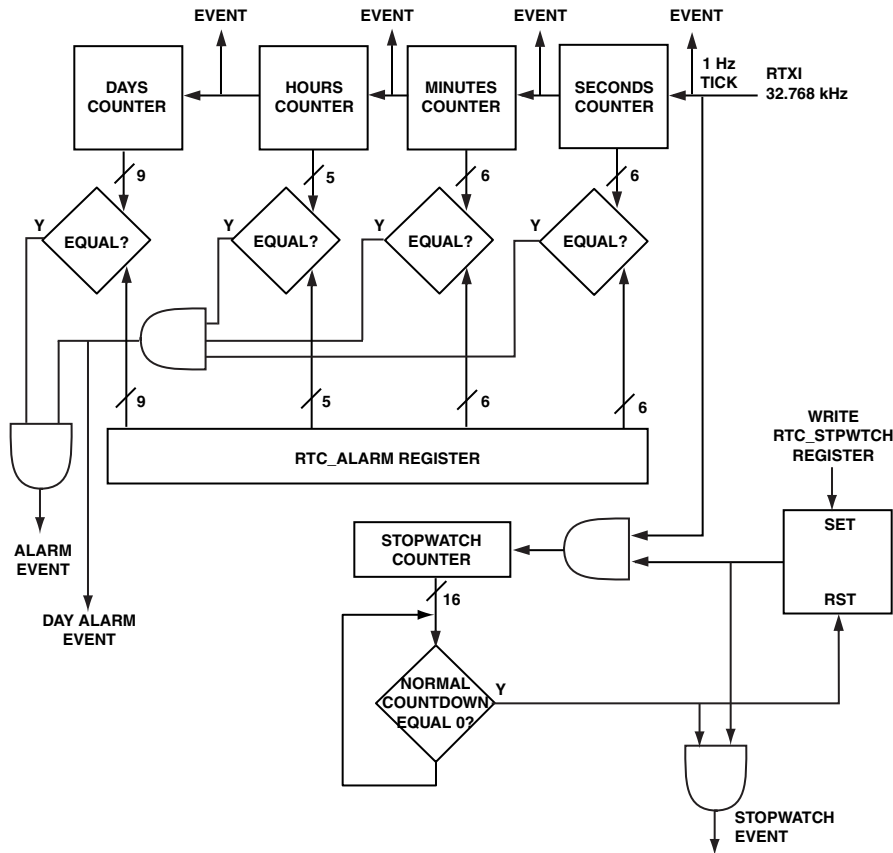 EVENT
EVENT
EVENT
EVENT
1 Hz
TICK
RTXI
32.768 kHz
DAYS
COUNTER
HOURS
COUNTER
MINUTES
COUNTER
SECONDS
COUNTER
9
5
6
6
Y
EQUAL?
Y
EQUAL?
Y
EQUAL?
Y
EQUAL?
9
5
6
6
RTC_ALARM REGISTER
WRITE
RTC_STPWTCH
REGISTER
ALARM
EVENT
DAY ALARM
EVENT
STOPWATCH
COUNTER
SET
RST
16
NORMAL
COUNTDOWN
EQUAL 0?
Y
STOPWATCH
EVENT